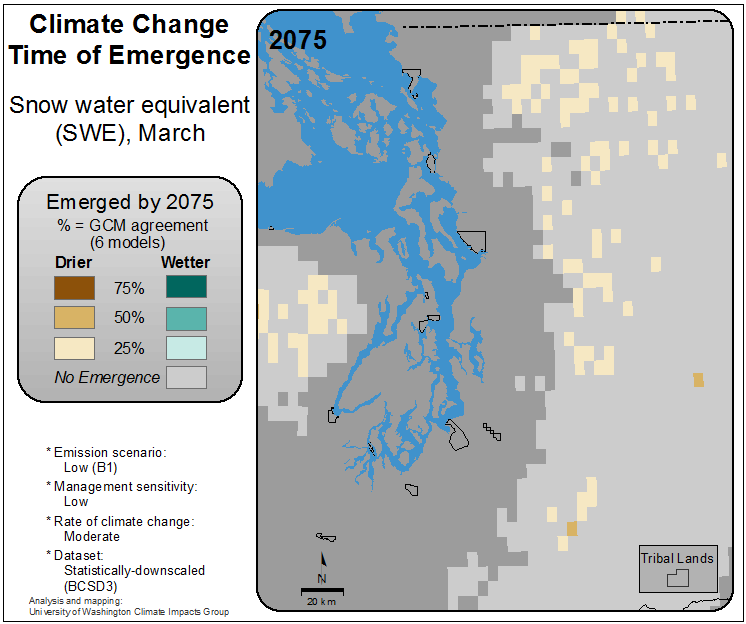 Climate Change
Time of Emergence
Snow water equivalent
(SWE), March
Emerged by 2075
% = GCM agreement
(6 models)
Drier Wetter
75%
50%
25%
No Emergence
* Emission scenario:
Low (B1)
* Management sensitivity:
Low
* Rate of climate change:
Moderate
* Dataset:
Statistically-downscaled
(BCSD3)
Analysis and mapping:
University of Washington Climate Impacts Group
2075
N
20 km
Tribal Lands